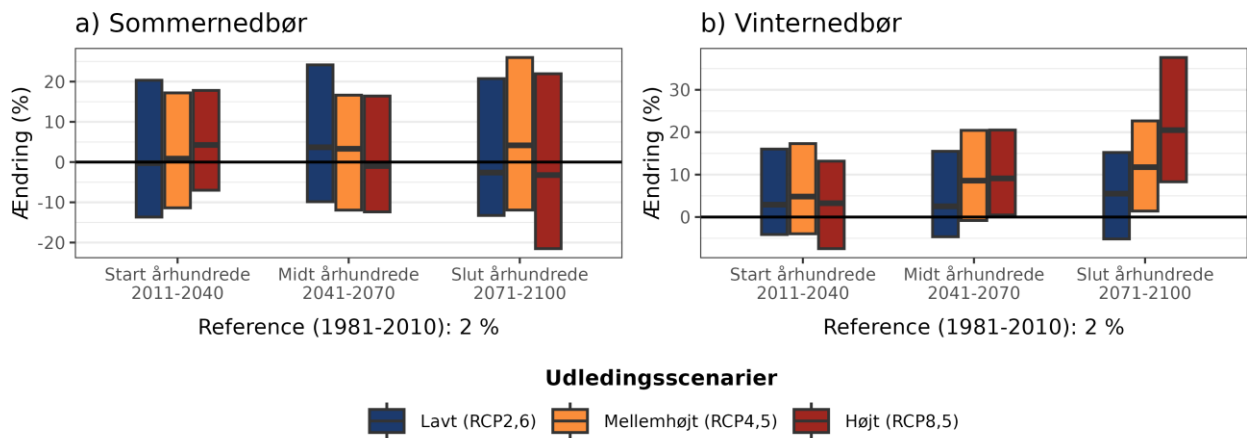 a) Sommernedbør
Ændring (%)
20
10
0
-10
-20
Start århundrede
2011-2040
Midt århundrede
2041-2070
Slut århundrede
2071-2100
Reference (1981-2010): 2 %
b) Vinternedbør
Ændring (%)
30
20
10
0
Start århundrede
2011-2040
Midt århundrede
2041-2070
Slut århundrede
2071-2100
Reference (1981-2010): 2 %
Udledingsscenarier
Lavt (RCP2,6)
Mellemhøjt (RCP4,5)
Højt (RCP8,5)